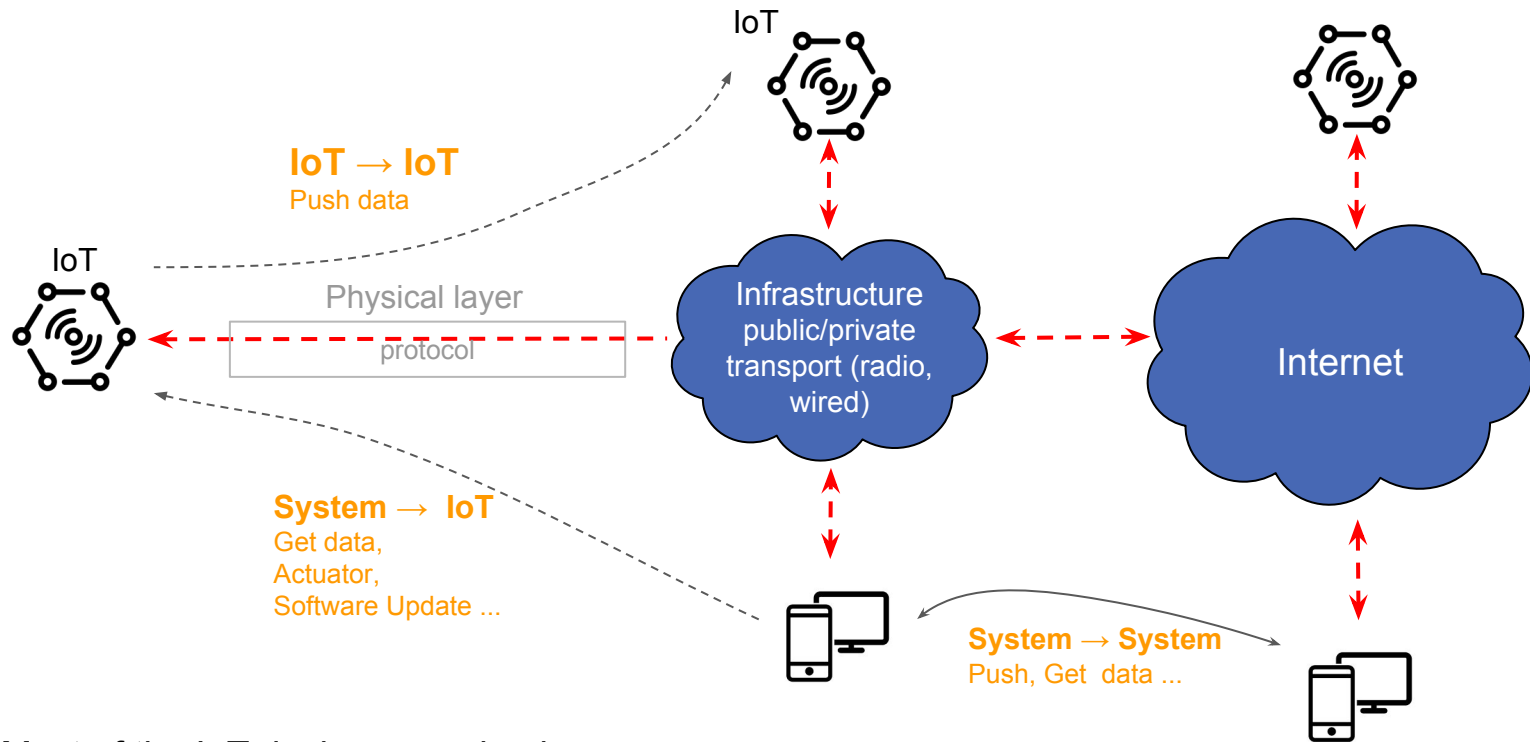 IoT
IoT → IoT
Push data
IoT
Physical layer
protocol
Infrastructure
public/private
transport (radio,
wired)
Internet
System → IoT
Get data,
Actuator,
Software Update ...
System → System
Push, Get data ...